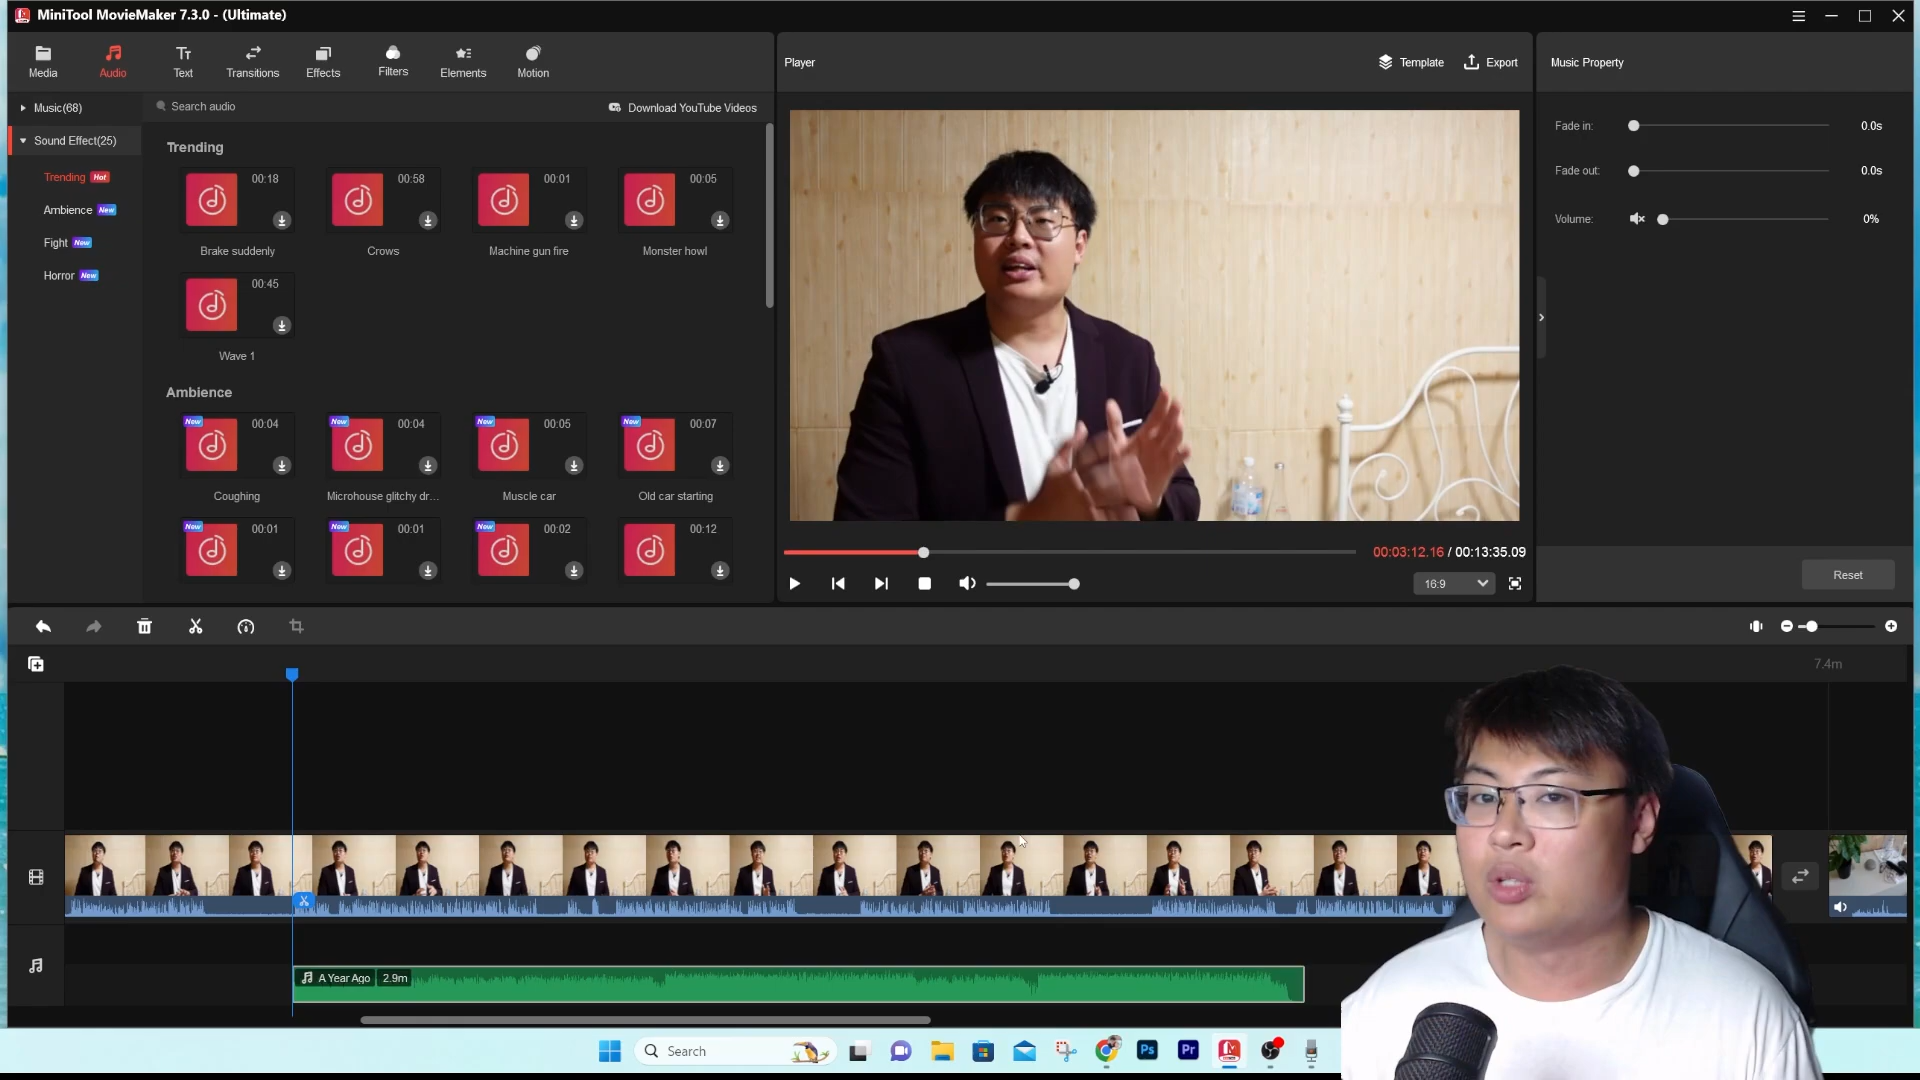 MiniTool MovieMaker 7.3.0 - (Ultimate)
Media
Audio
Text
Transitions
Effects
Filters
Elements
Motion
Player
Template
Export
Music Property
Music(68)
Search audio
Download YouTube Videos
Sound Effect(25)
Trending Hot
Ambience New
Fight New
Horror New
Trending
00:18
00:58
00:01
00:05
Brake suddenly
Crows
Machine gun fire
Monster howl
00:45
Wave 1
Ambience
New 00:04
New 00:04
New 00:05
New 00:07
Coughing
Microhouse glitchy dr...
Muscle car
Old car starting
New 00:01
New 00:01
New 00:02
00:12
Fade in: 0.0s
Fade out: 0.0s
Volume: 0%
00:03:12.16 / 00:13:35.09
16:9
Reset
7.4m
A Year Ago 2.9m
Search
Ps
Pr